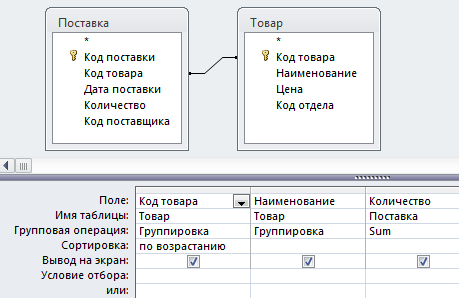 Поставка
*
Код поставки
Код товара
Дата поставки
Количество
Код поставщика
Товар
*
Код товара
Наименование
Цена
Код отдела
Поле: Код товара Наименование Количество
Имя таблицы: Товар Товар Поставка
Групповая операция: Группировка Группировка Sum
Сортировка: по возрастанию
Вывод на экран:
Условие отбора:
или: